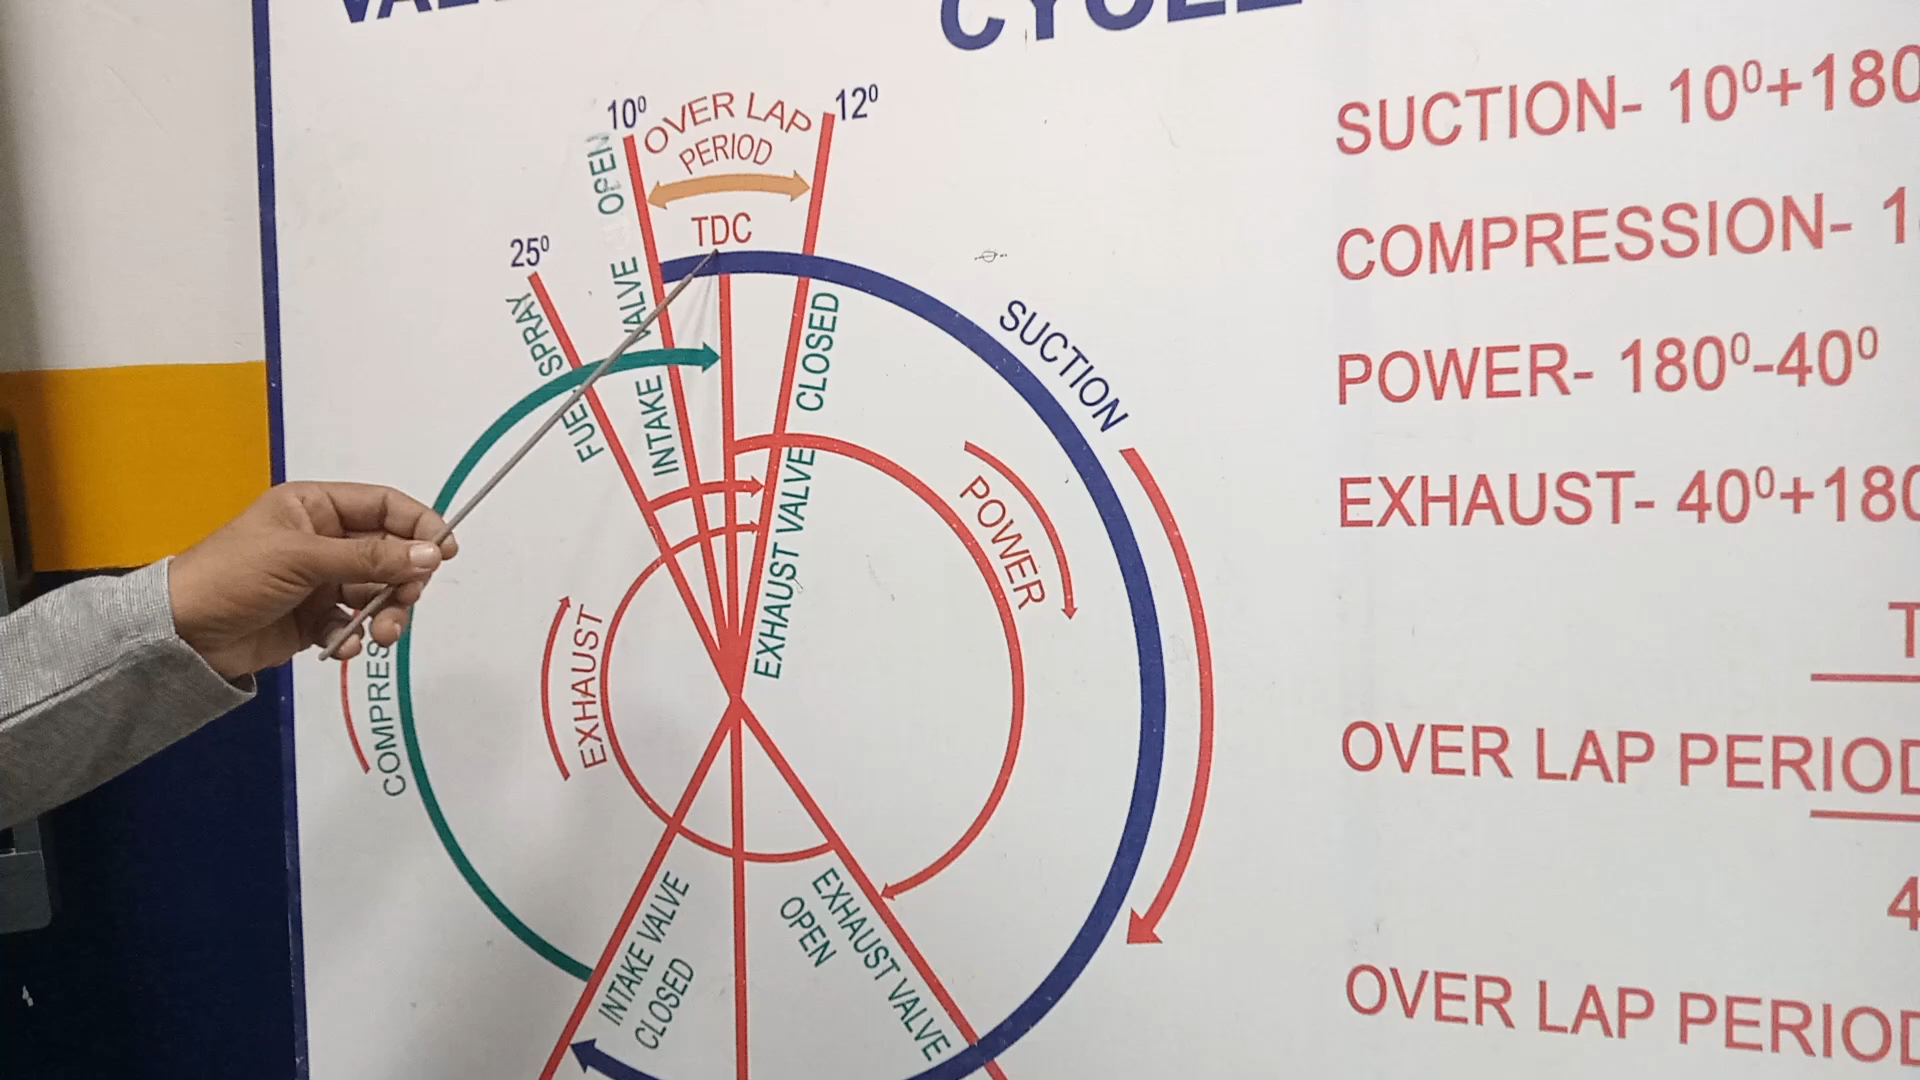 CYCLE
10⁰
OVER LAP
PERIOD
12⁰
TDC
25⁰
FUEL SPRAY
INTAKE VALVE OPEN
EXHAUST VALVE CLOSED
SUCTION
POWER
EXHAUST
COMPRES
INTAKE VALVE
CLOSED
EXHAUST VALVE
OPEN
SUCTION- 10⁰+180
COMPRESSION- 1
POWER- 180⁰-40⁰
EXHAUST- 40⁰+180
T
OVER LAP PERIOD
4
OVER LAP PERIOD